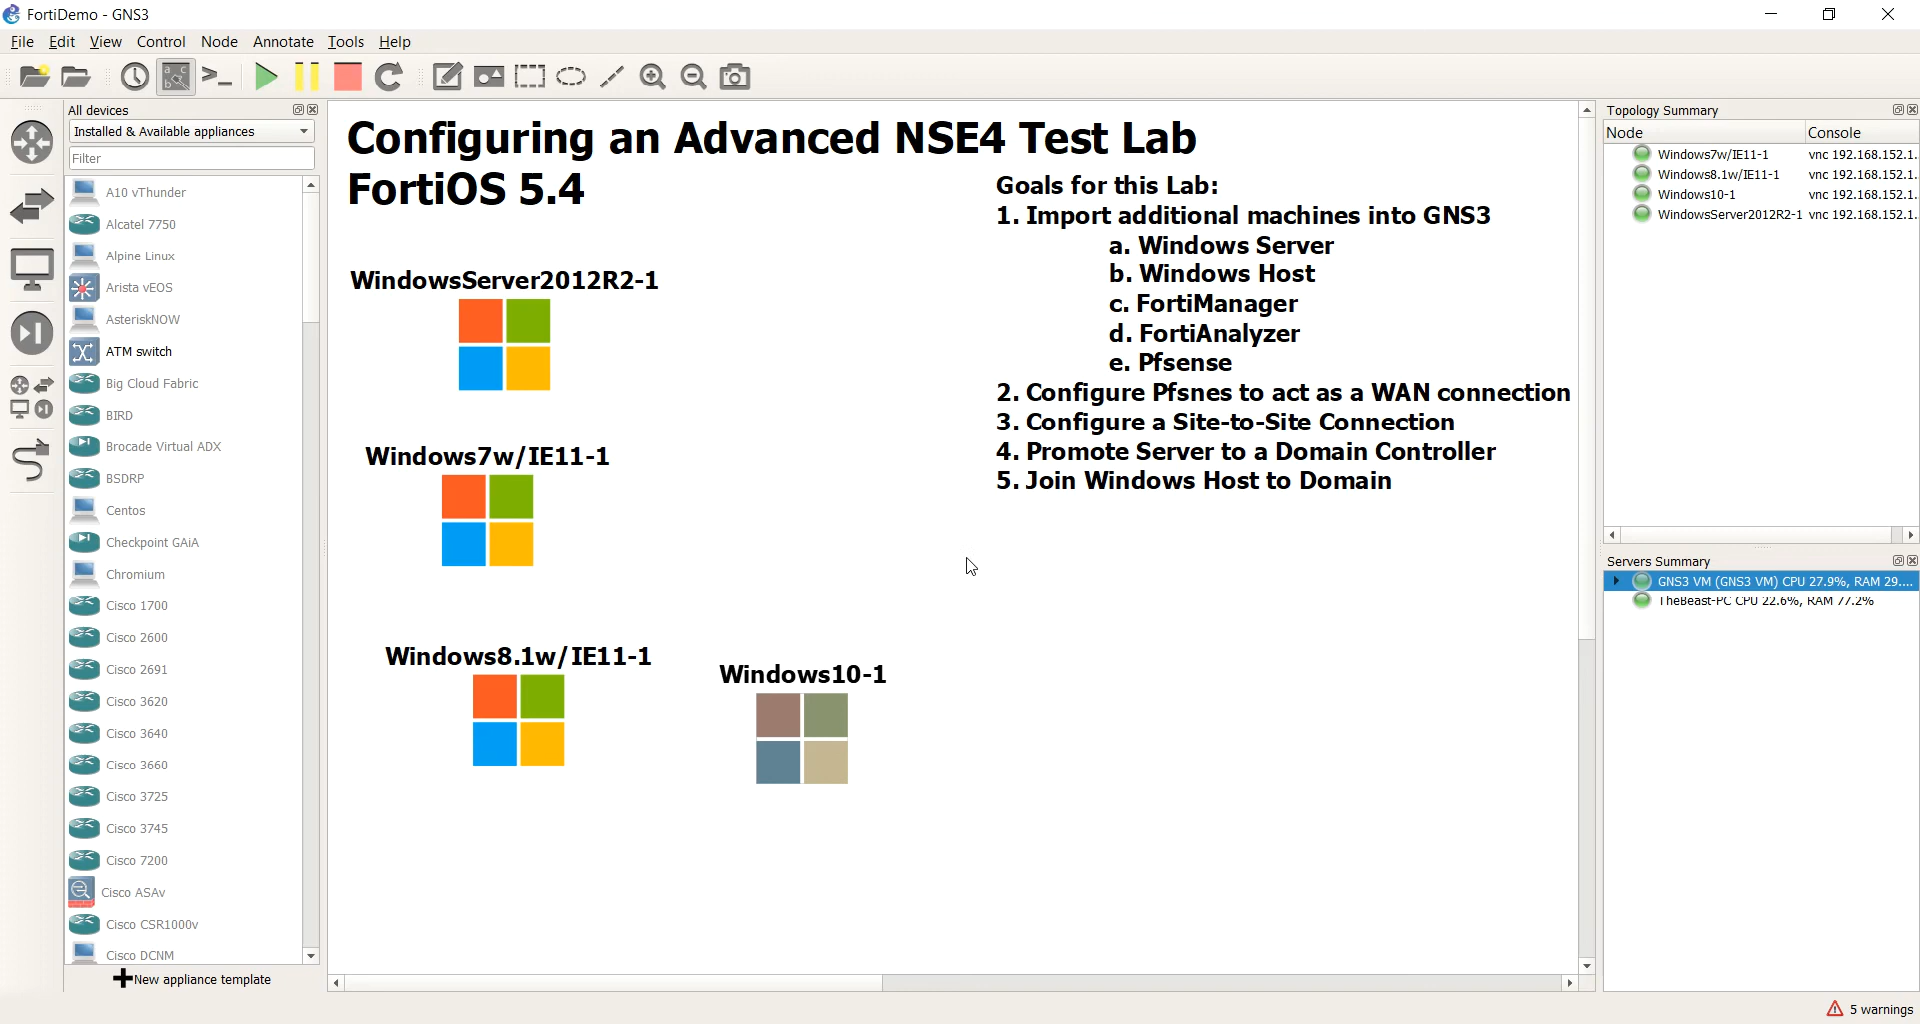 FortiDemo - GNS3
File Edit View Control Node Annotate Tools Help
All devices
Installed & Available appliances
Filter
A10 vThunder
Alcatel 7750
Alpine Linux
Arista vEOS
AsteriskNOW
ATM switch
Big Cloud Fabric
BIRD
Brocade Virtual ADX
BSDRP
Centos
Checkpoint GAiA
Chromium
Cisco 1700
Cisco 2600
Cisco 2691
Cisco 3620
Cisco 3640
Cisco 3660
Cisco 3725
Cisco 3745
Cisco 7200
Cisco ASAv
Cisco CSR1000v
Cisco DCNM
New appliance template
Configuring an Advanced NSE4 Test Lab
FortiOS 5.4
Goals for this Lab:
1. Import additional machines into GNS3
a. Windows Server
b. Windows Host
c. FortiManager
d. FortiAnalyzer
e. Pfsense
2. Configure Pfsnes to act as a WAN connection
3. Configure a Site-to-Site Connection
4. Promote Server to a Domain Controller
5. Join Windows Host to Domain
WindowsServer2012R2-1
Windows7w/IE11-1
Windows8.1w/IE11-1
Windows10-1
Topology Summary
Node Console
Windows7w/IE11-1 vnc 192.168.152.1.
Windows8.1w/IE11-1 vnc 192.168.152.1.
Windows10-1 vnc 192.168.152.1.
WindowsServer2012R2-1 vnc 192.168.152.1.
Servers Summary
GNS3 VM (GNS3 VM) CPU 27.9%, RAM 29....
TheBeast-PC CPU 22.6%, RAM 77.2%
5 warnings